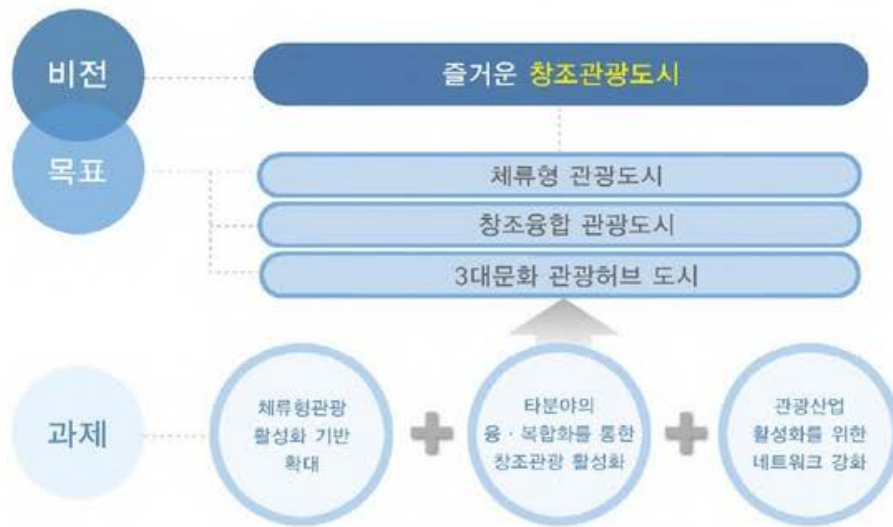 비전
즐거운 창조관광도시
목표
체류형 관광도시
창조융합 관광도시
3대문화 관광허브 도시
과제
체류형관광
활성화 기반
확대
타분야의
융·복합화를 통한
창조관광 활성화
관광산업
활성화를 위한
네트워크 강화